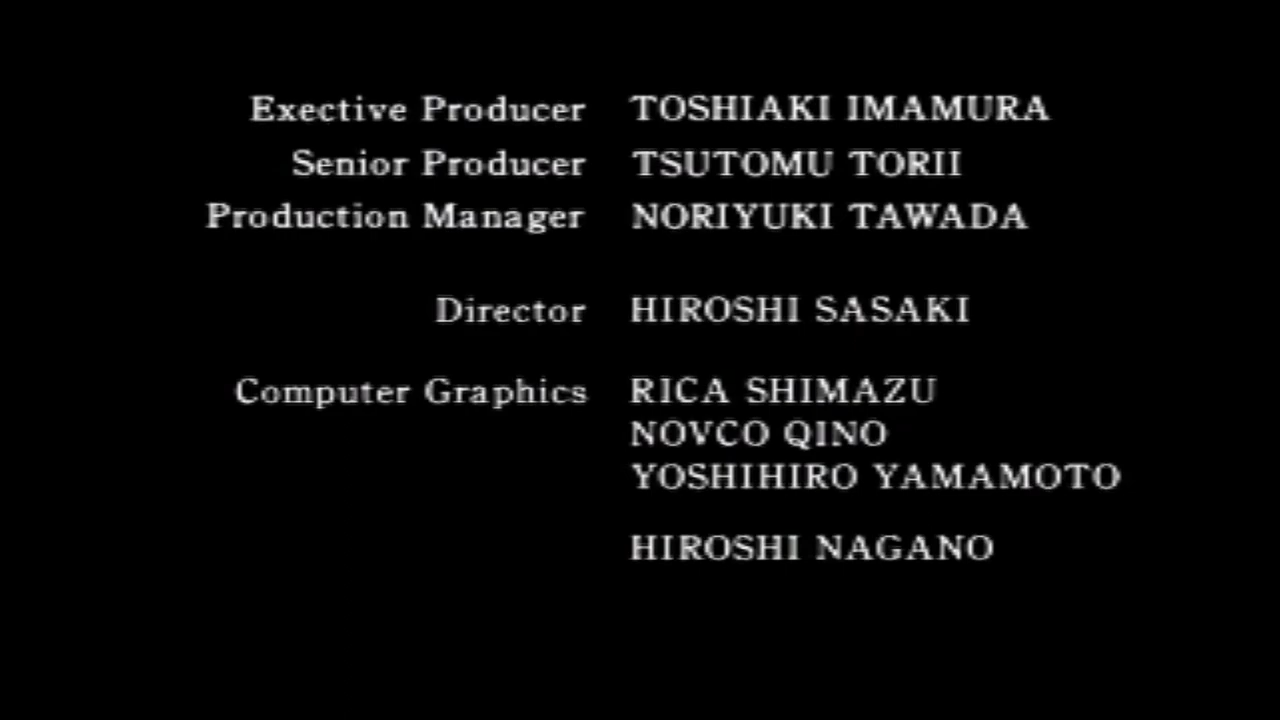 Exective Producer TOSHIAKI IMAMURA
Senior Producer TSUTOMU TORII
Production Manager NORIYUKI TAWADA
Director HIROSHI SASAKI
Computer Graphics RICA SHIMAZU
NOVCO QINO
YOSHIHIRO YAMAMOTO
HIROSHI NAGANO